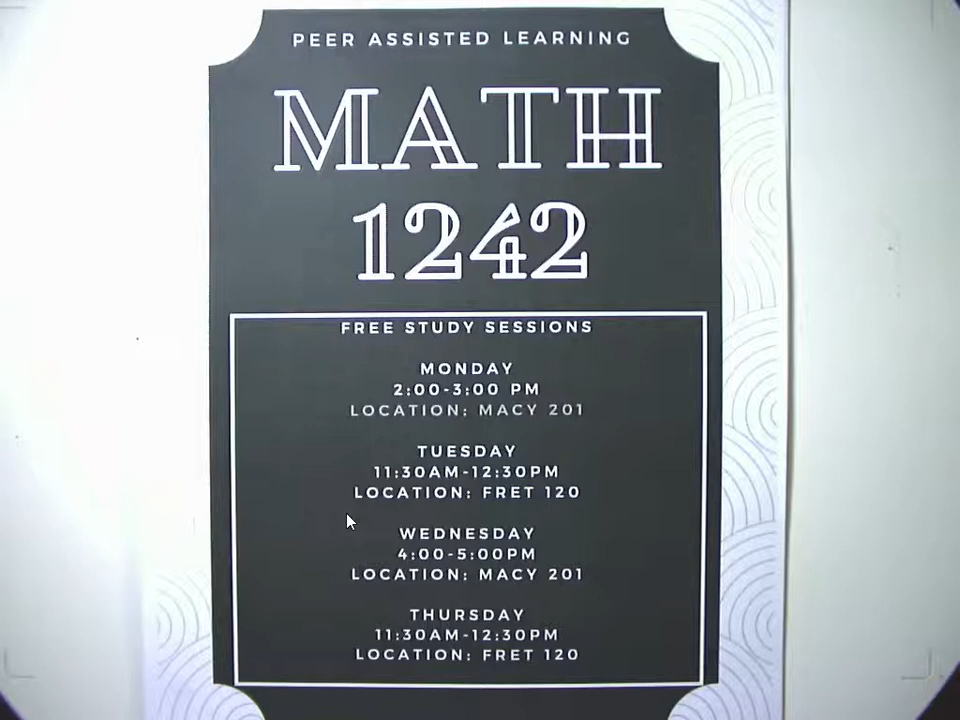 PEER ASSISTED LEARNING
MATH
1242
FREE STUDY SESSIONS
MONDAY
2:00-3:00 PM
LOCATION: MACY 201
TUESDAY
11:30AM-12:30PM
LOCATION: FRET 120
WEDNESDAY
4:00-5:00PM
LOCATION: MACY 201
THURSDAY
11:30AM-12:30PM
LOCATION: FRET 120